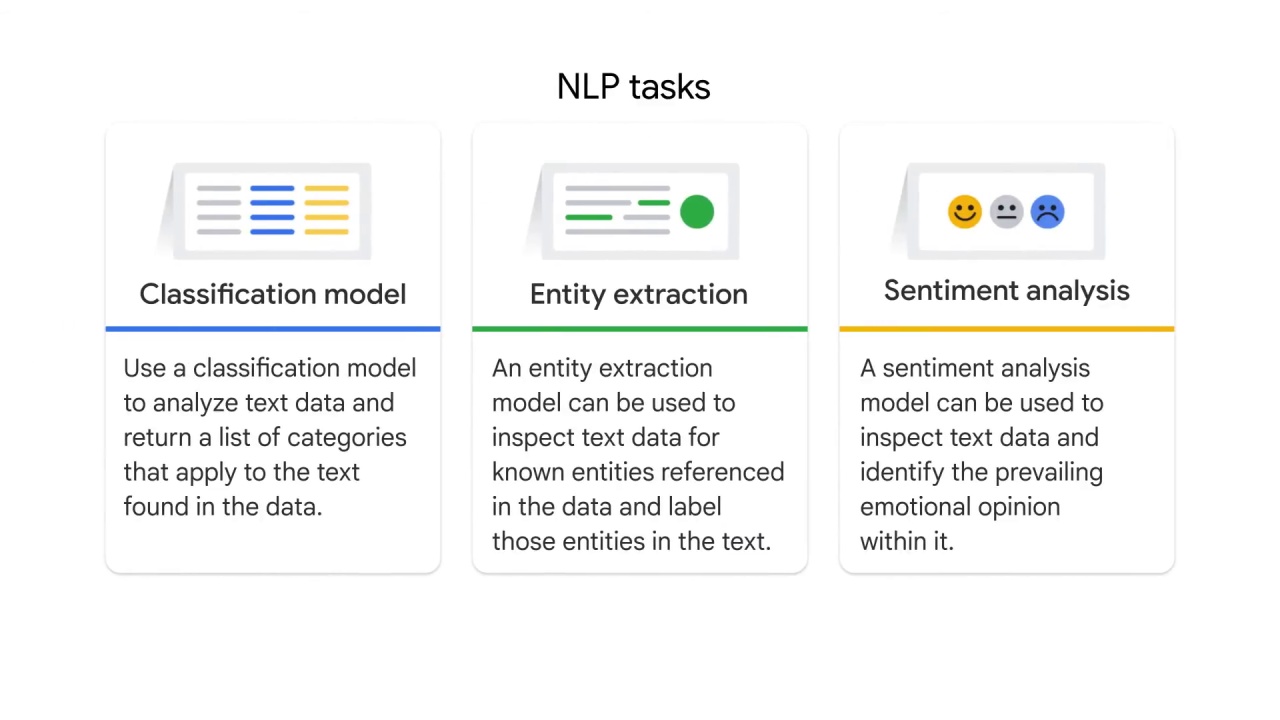 NLP tasks
Classification model
Use a classification model
to analyze text data and
return a list of categories
that apply to the text
found in the data.
Entity extraction
An entity extraction
model can be used to
inspect text data for
known entities referenced
in the data and label
those entities in the text.
Sentiment analysis
A sentiment analysis
model can be used to
inspect text data and
identify the prevailing
emotional opinion
within it.